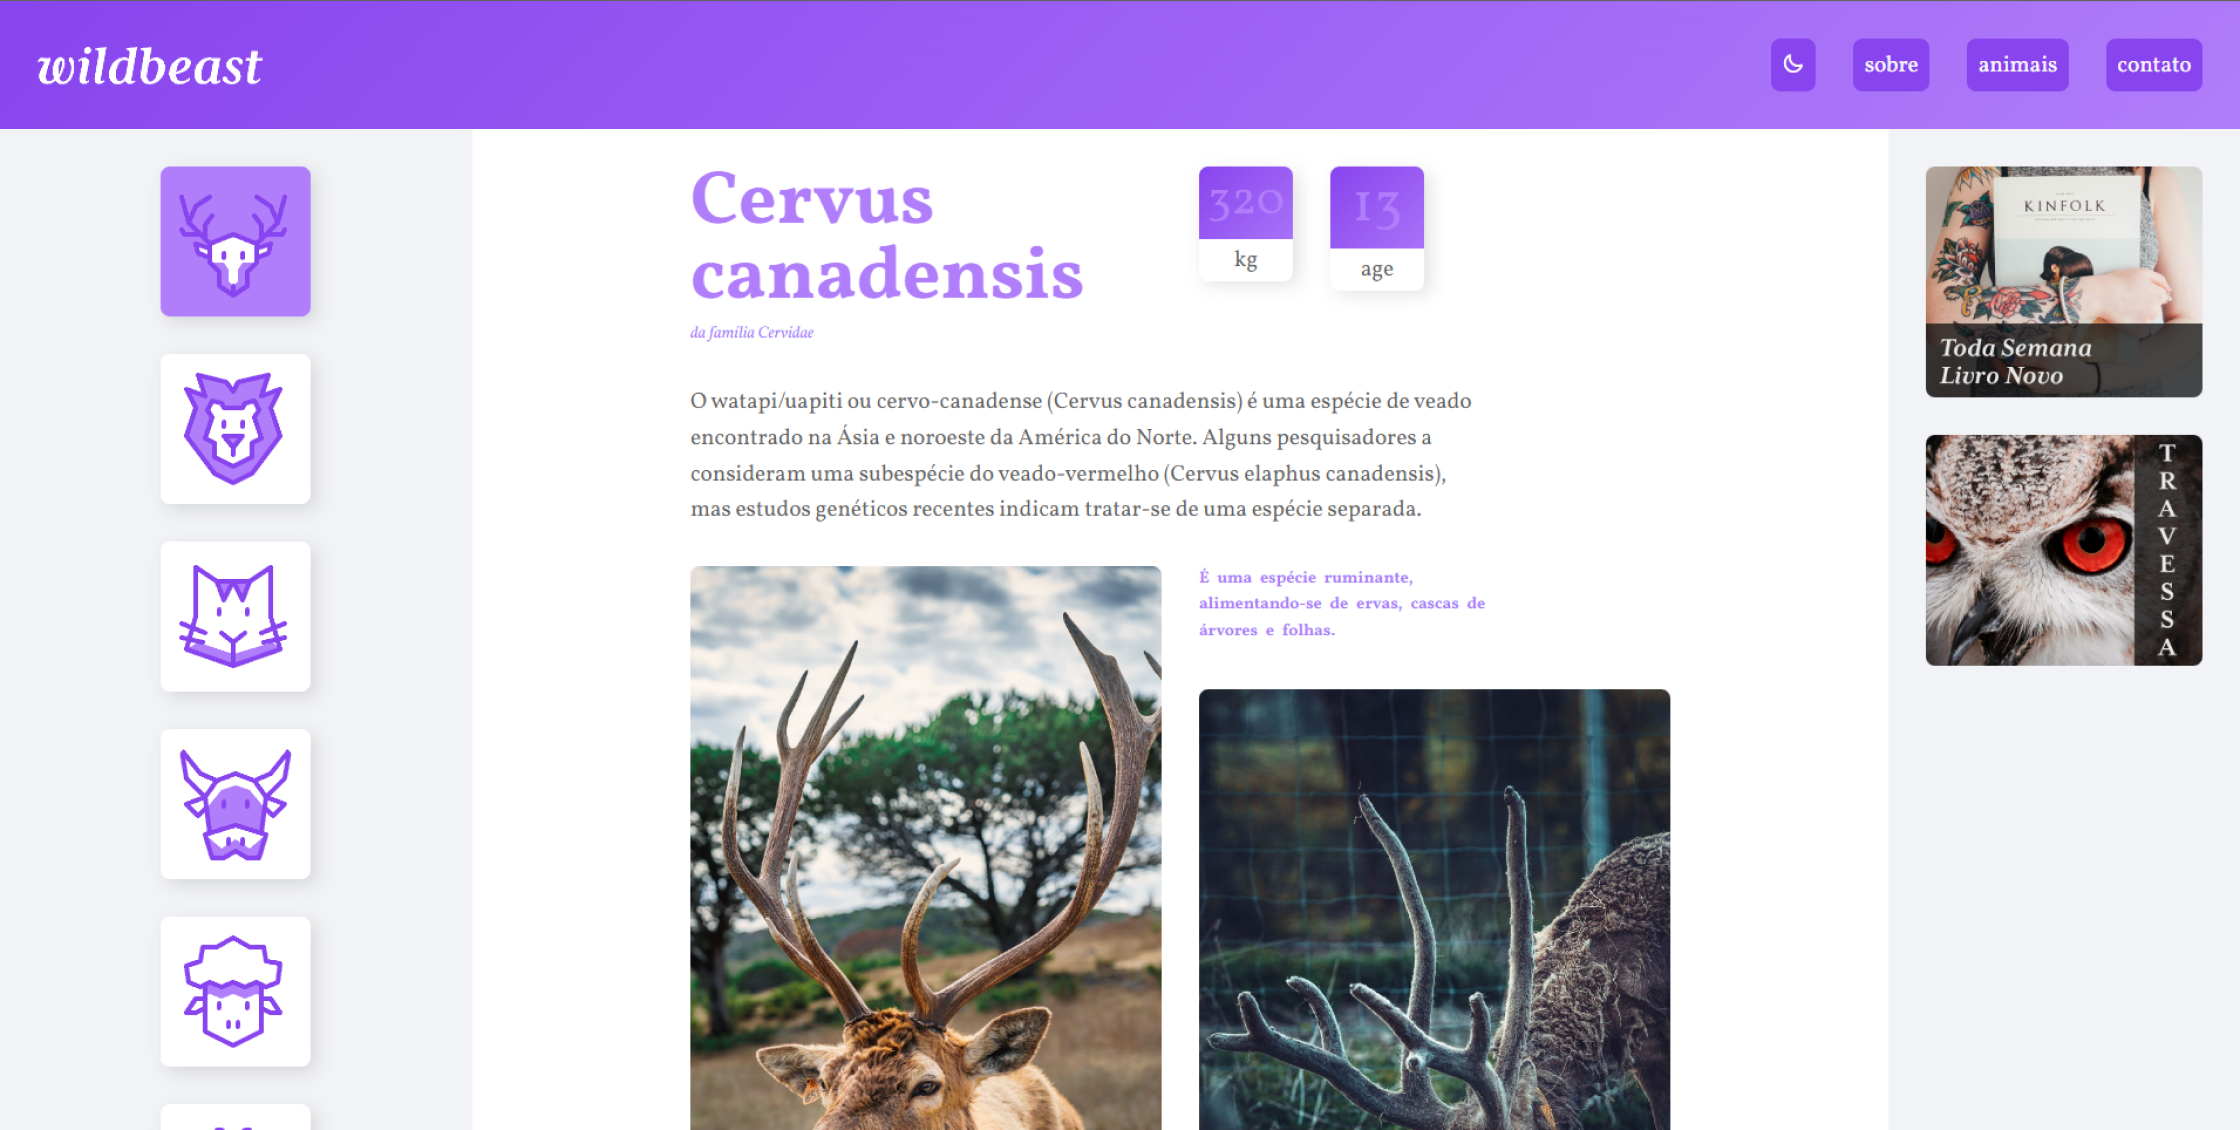 wildbeast
sobre
animais
contato
Cervus
canadensis
da família Cervidae
320
kg
13
age
O watapi/uapiti ou cervo-canadense (Cervus canadensis) é uma espécie de veado
encontrado na Ásia e noroeste da América do Norte. Alguns pesquisadores a
consideram uma subespécie do veado-vermelho (Cervus elaphus canadensis),
mas estudos genéticos recentes indicam tratar-se de uma espécie separada.
É uma espécie ruminante,
alimentando-se de ervas, cascas de
árvores e folhas.
KINFOLK
Toda Semana
Livro Novo
TRAVESSA